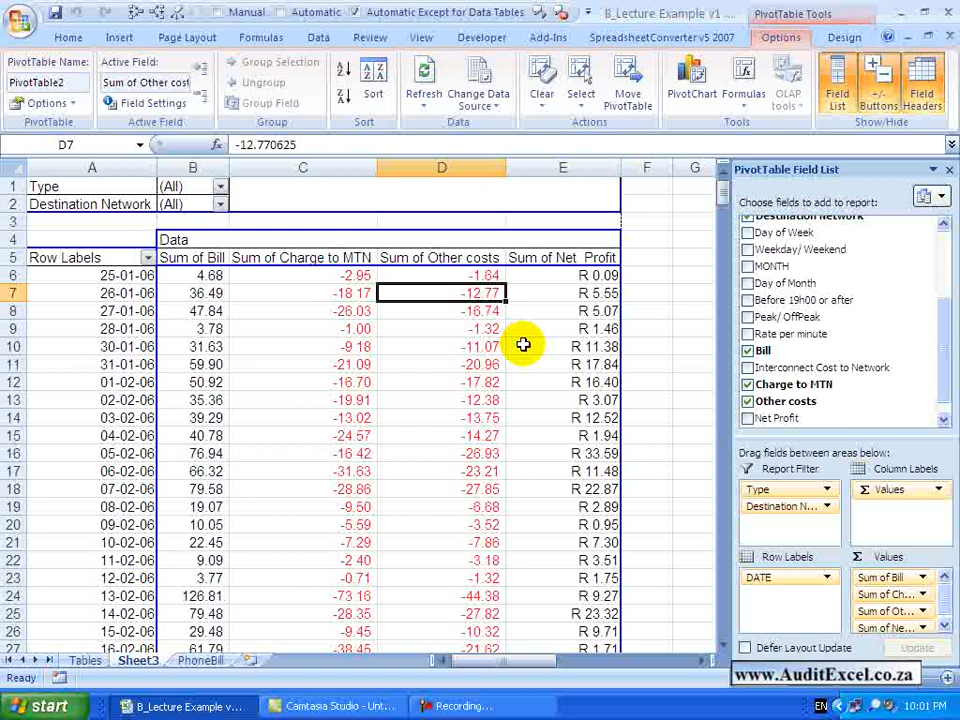 Manual
Automatic
Automatic Except for Data Tables
B_Lecture Example v1 ...
PivotTable Tools
Home
Insert
Page Layout
Formulas
Data
Review
View
Developer
Add-Ins
SpreadsheetConverter v5 2007
Options
Design
PivotTable Name:
PivotTable2
Options
PivotTable
Active Field:
Sum of Other cost
Field Settings
Active Field
Group Selection
Ungroup
Group Field
Group
Sort
Sort
Refresh
Change Data
Source
Data
Clear
Select
Move
PivotTable
Actions
PivotChart
Formulas
OLAP
tools
Tools
Field
List
+/-
Buttons
Field
Headers
Show/Hide
D7
fx
-12.770625
A B C D E F G
1 Type (All)
2 Destination Network (All)
3
4 Data
5 Row Labels Sum of Bill Sum of Charge to MTN Sum of Other costs Sum of Net Profit
6 25-01-06 4.68 -2.95 -1.64 R 0.09
7 26-01-06 36.49 -18.17 -12.77 R 5.55
8 27-01-06 47.84 -26.03 -16.74 R 5.07
9 28-01-06 3.78 -1.00 -1.32 R 1.46
10 30-01-06 31.63 -9.18 -11.07 R 11.38
11 31-01-06 59.90 -21.09 -20.96 R 17.84
12 01-02-06 50.92 -16.70 -17.82 R 16.40
13 02-02-06 35.36 -19.91 -12.38 R 3.07
14 03-02-06 39.29 -13.02 -13.75 R 12.52
15 04-02-06 40.78 -24.57 -14.27 R 1.94
16 05-02-06 76.94 -16.42 -26.93 R 33.59
17 06-02-06 66.32 -31.63 -23.21 R 11.48
18 07-02-06 79.58 -28.86 -27.85 R 22.87
19 08-02-06 19.07 -9.50 -6.68 R 2.89
20 09-02-06 10.05 -5.59 -3.52 R 0.95
21 10-02-06 22.45 -7.29 -7.86 R 7.30
22 11-02-06 9.09 -2.40 -3.18 R 3.51
23 12-02-06 3.77 -0.71 -1.32 R 1.75
24 13-02-06 126.81 -73.16 -44.38 R 9.27
25 14-02-06 79.48 -28.35 -27.82 R 23.32
26 15-02-06 29.48 -9.45 -10.32 R 9.71
27 16-02-06 61.79 -38.45 -21.62 R 1.71
PivotTable Field List
Choose fields to add to report:
Destination Network
Day of Week
Weekday/ Weekend
MONTH
Day of Month
Before 19h00 or after
Peak/ OffPeak
Rate per minute
Bill
Interconnect Cost to Network
Charge to MTN
Other costs
Net Profit
Drag fields between areas below:
Report Filter
Column Labels
Type
Σ Values
Destination N...
Row Labels
Σ Values
DATE
Sum of Bill
Sum of Ch...
Sum of Ot...
Sum of Ne...
Defer Layout Update
Update
Tables
Sheet3
PhoneBill
Ready
www.AuditExcel.co.za
start
B_Lecture Example v1...
Camtasia Studio - Unt...
Recording...
EN
10:01 PM